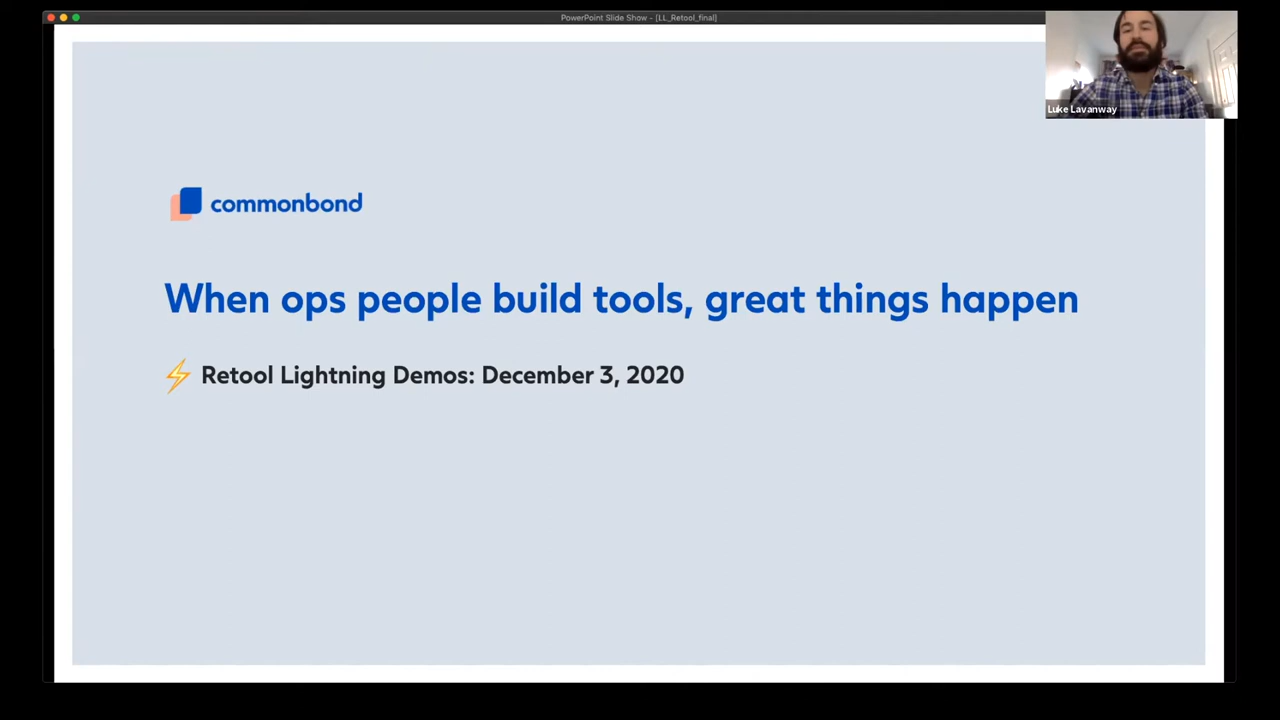 PowerPoint Slide Show - [LL_Retool_final]
Luke Lavanway
commonbond
When ops people build tools, great things happen
⚡ Retool Lightning Demos: December 3, 2020